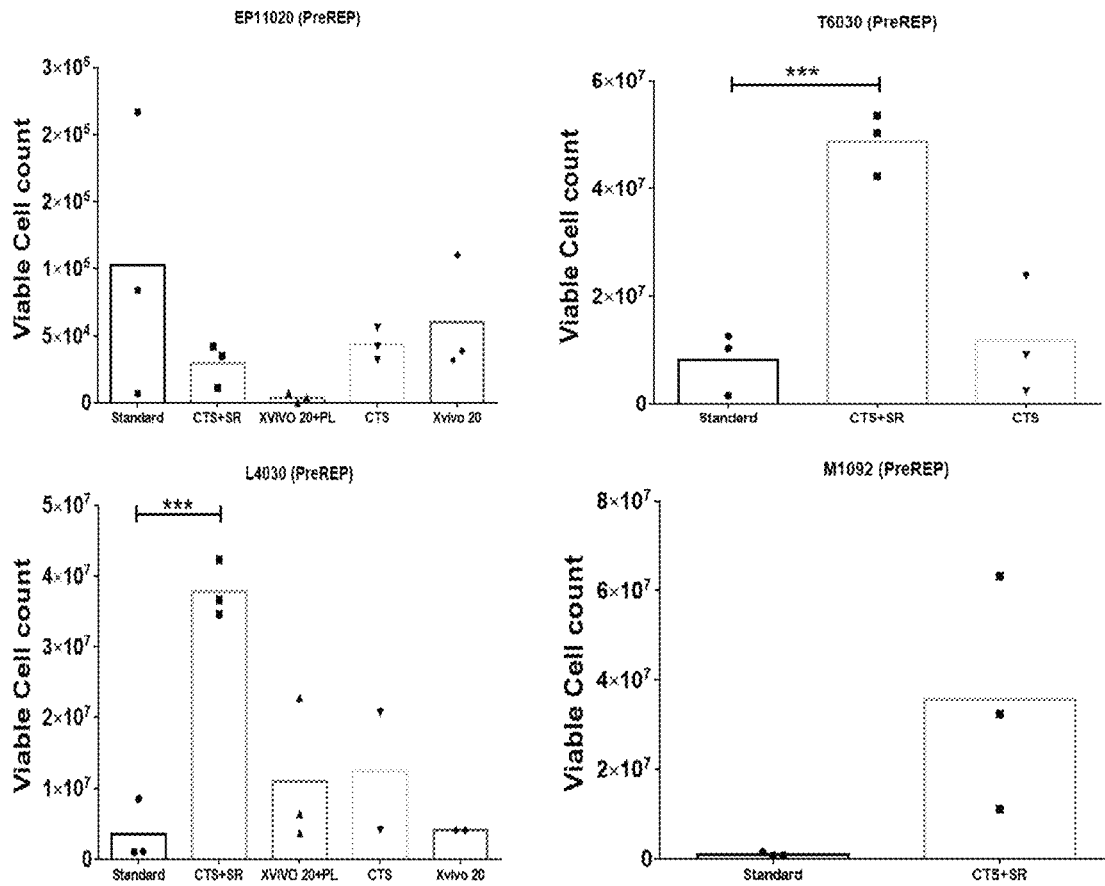 EP11020 (PreREP)
Viable Cell count
3×10⁵
2×10⁵
2×10⁵
1×10⁵
5×10⁴
0
Standard CTS+SR XVIVO 20+PL CTS Xvivo 20
T6030 (PreREP)
Viable Cell count
6×10⁷
4×10⁷
2×10⁷
0
***
Standard CTS+SR CTS
L4030 (PreREP)
Viable Cell count
5×10⁷
4×10⁷
3×10⁷
2×10⁷
1×10⁷
0
***
Standard CTS+SR XVIVO 20+PL CTS Xvivo 20
M1092 (PreREP)
Viable Cell count
8×10⁷
6×10⁷
4×10⁷
2×10⁷
0
Standard CTS+SR